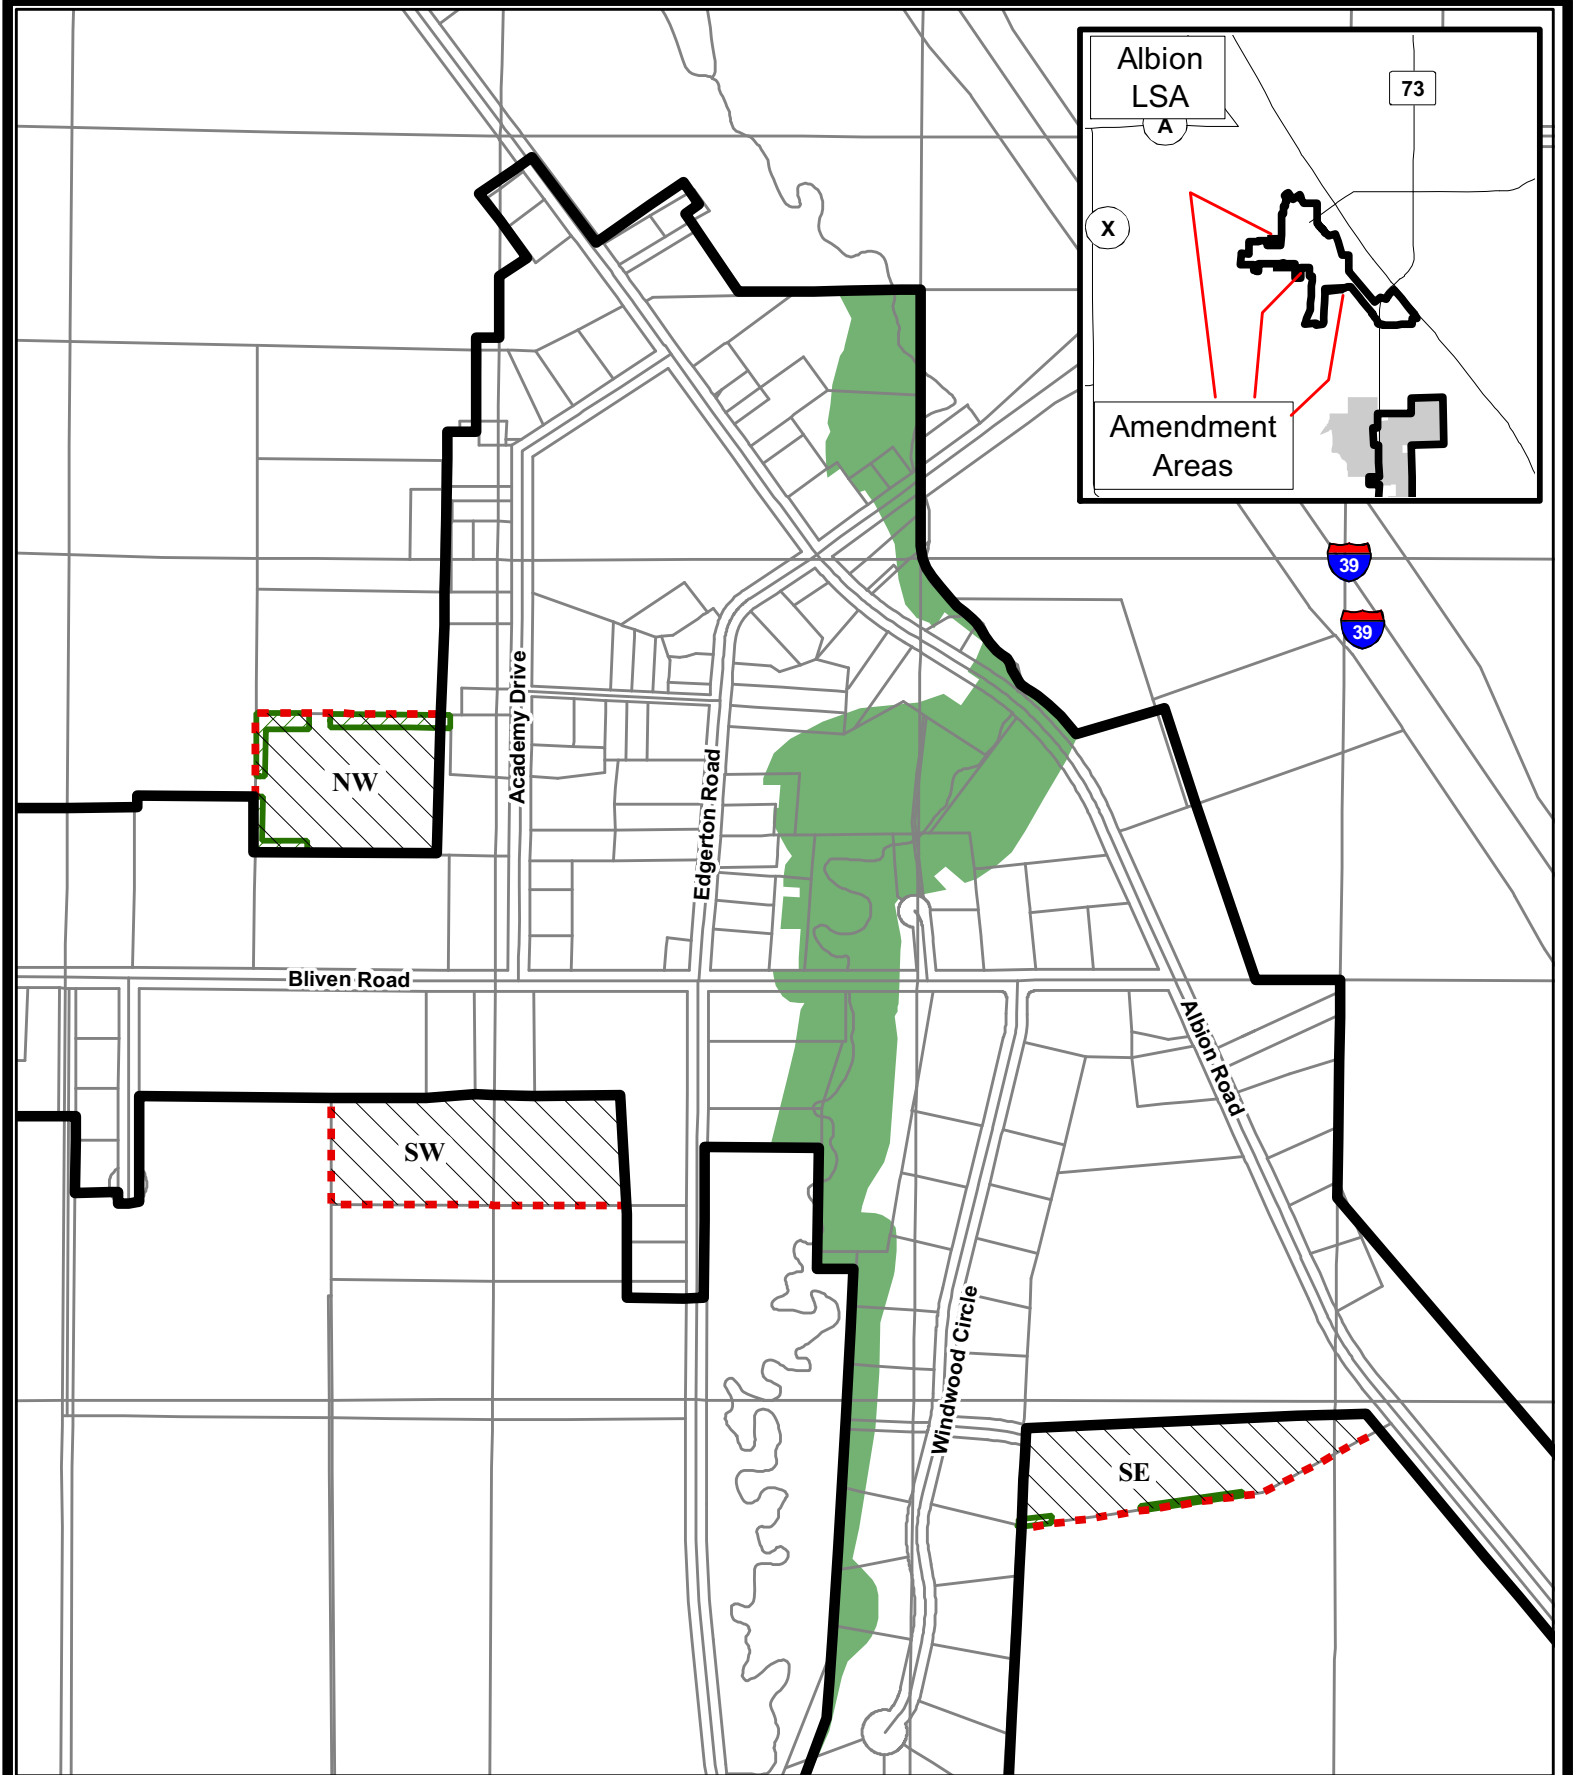 Albion
LSA
A
73
X
Amendment
Areas
39
39
Academy Drive
NW
Edgerton Road
Bliven Road
Albion Road
SW
Windwood Circle
SE